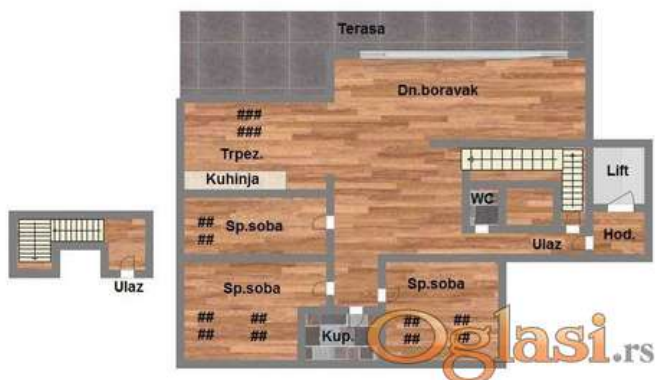 Terasa
Dn.boravak
###
###
Trpez.
Kuhinja
Lift
WC
##
##
Sp.soba
Ulaz
Hod.
Ulaz
Sp.soba
Sp.soba
##
##
##
##
##
##
##
##
Kup.
Oglasi.rs